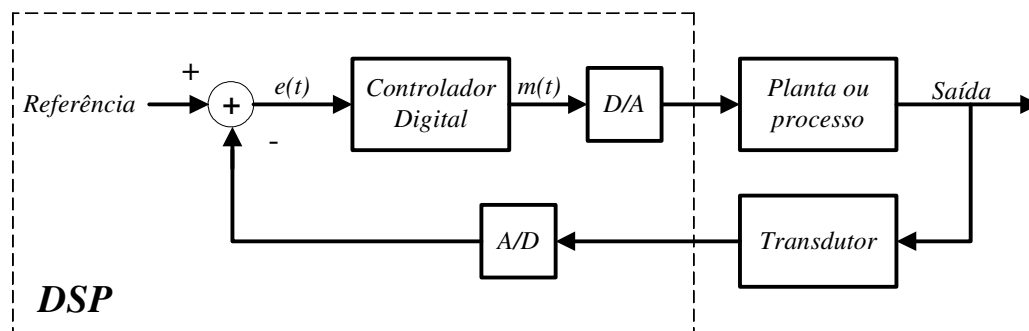 Referência
+
+
-
e(t)
Controlador
Digital
m(t)
D/A
Planta ou
processo
Saída
A/D
Transdutor
DSP